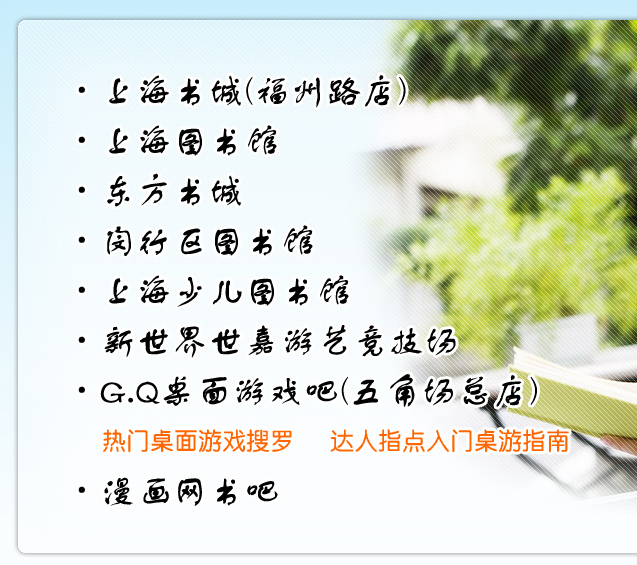 · 上海书城(福州路店)
· 上海图书馆
· 东方书城
· 闵行区图书馆
· 上海少儿图书馆
· 新世界世嘉游艺竞技场
· G.Q桌面游戏吧(五角场总店)
热门桌面游戏搜罗 达人指点入门桌游指南
· 漫画网书吧